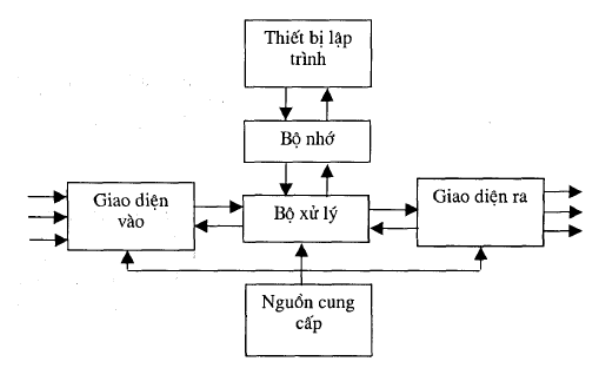 Thiết bị lập
trình
Bộ nhớ
Giao diện
vào
Bộ xử lý
Giao diện ra
Nguồn cung
cấp